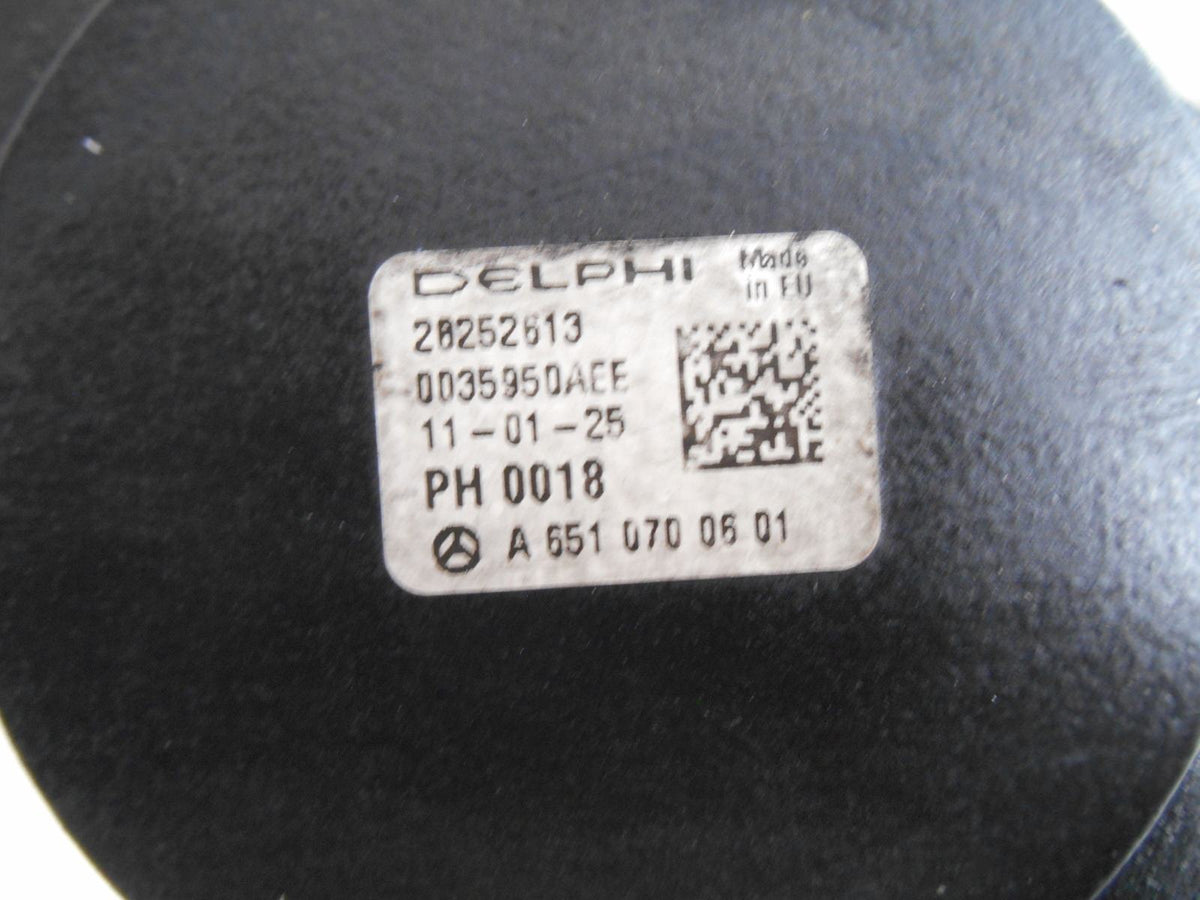 DELPHI
Made
in EU
28252613
0035950AEE
11-01-25
PH 0018
A 651 070 06 01